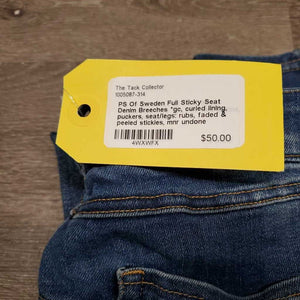 The Tack Collector
1005087-314
PS Of Sweden Full Sticky Seat
Denim Breeches *gc, curled lining,
puckers, seat/legs: rubs, faded &
peeled stickies, mnr undone
$50.00
4WXWFX